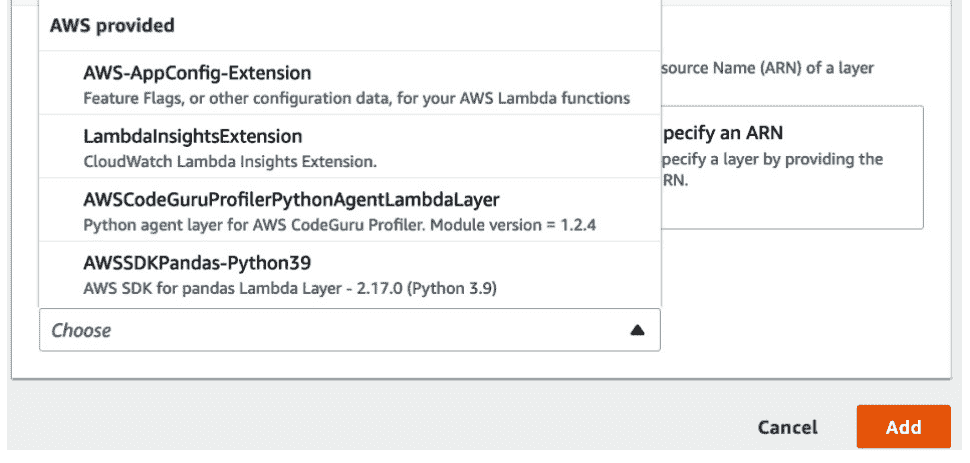 AWS provided
AWS-AppConfig-Extension
Feature Flags, or other configuration data, for your AWS Lambda functions
LambdaInsightsExtension
CloudWatch Lambda Insights Extension.
AWSCodeGuruProfilerPythonAgentLambdaLayer
Python agent layer for AWS CodeGuru Profiler. Module version = 1.2.4
AWSSDKPandas-Python39
AWS SDK for pandas Lambda Layer - 2.17.0 (Python 3.9)
Choose
source Name (ARN) of a layer
pecify an ARN
pecify a layer by providing the
RN.
Cancel
Add